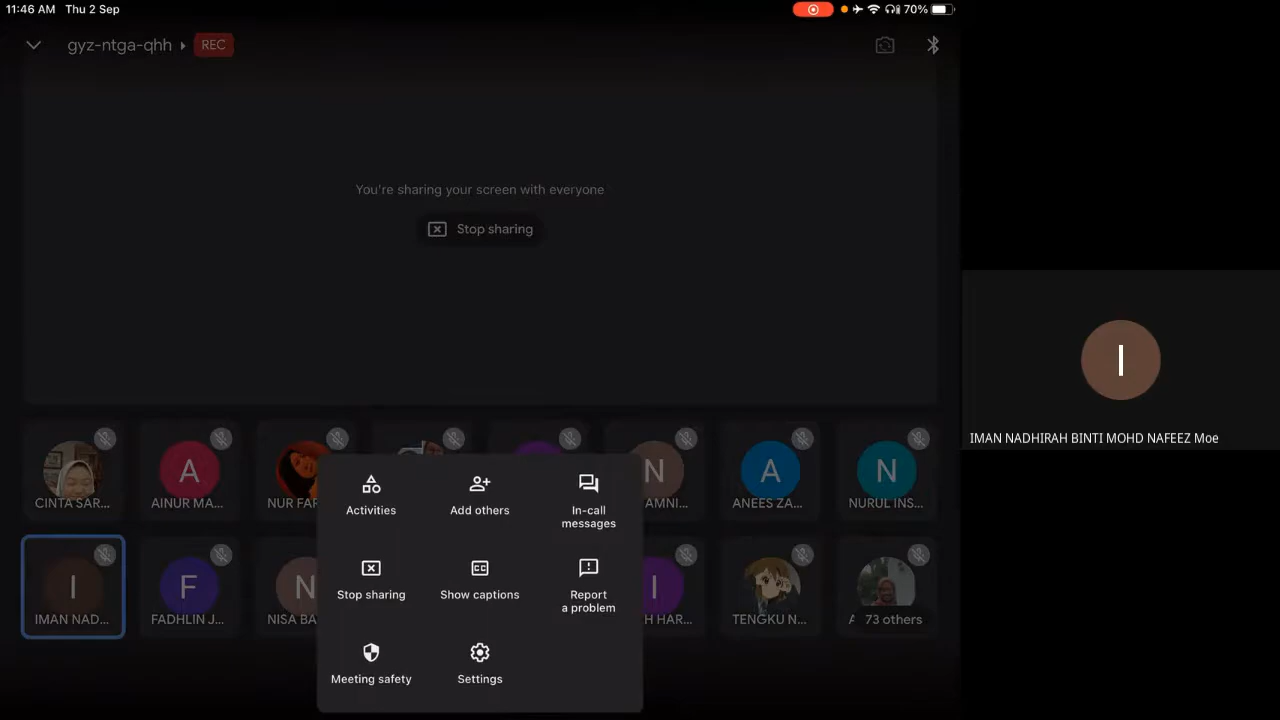 11:46 AM Thu 2 Sep
70%
gyz-ntga-qhh
REC
You're sharing your screen with everyone
Stop sharing
I
IMAN NADHIRAH BINTI MOHD NAFEEZ Moe
A
N
A
N
CINTA SAR...
AINUR MA...
NUR FAR
AMNI...
ANEES ZA...
NURUL INS...
Activities
Add others
In-call
messages
I
F
N
I
IMAN NAD...
FADHLIN J...
NISA BA
H HAR...
TENGKU N...
73 others
Stop sharing
Show captions
Report
a problem
Meeting safety
Settings